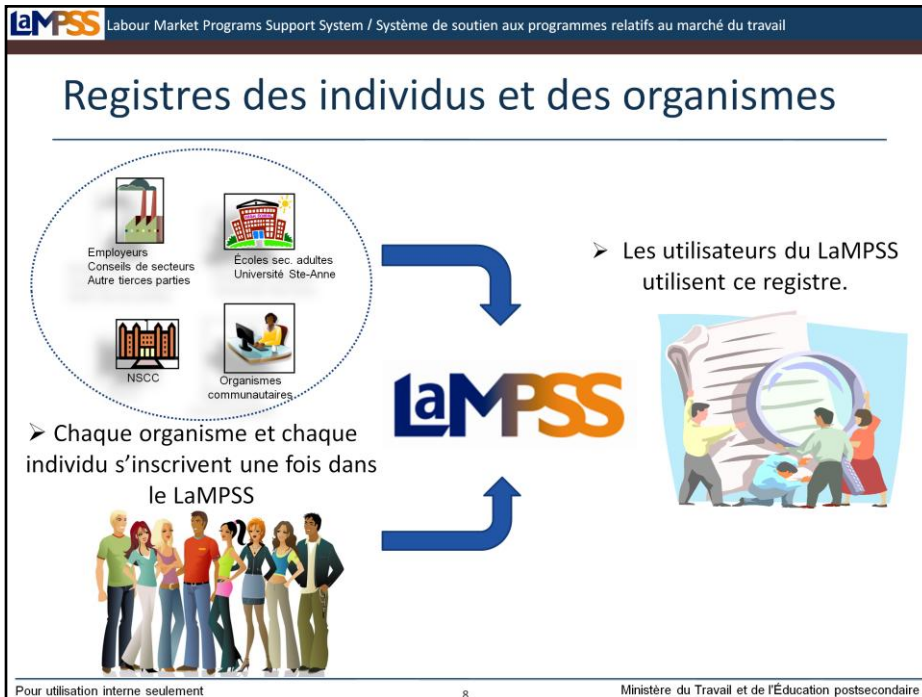 LaMPSS Labour Market Programs Support System / Système de soutien aux programmes relatifs au marché du travail
Registres des individus et des organismes
Employeurs
Conseils de secteurs
Autre tierces parties
Écoles sec. adultes
Université Ste-Anne
NSCC
Organismes
communautaires
➢ Chaque organisme et chaque
individu s'inscrivent une fois dans
le LaMPSS
LaMPSS
➢ Les utilisateurs du LaMPSS
utilisent ce registre.
Pour utilisation interne seulement
8
Ministère du Travail et de l'Éducation postsecondaire